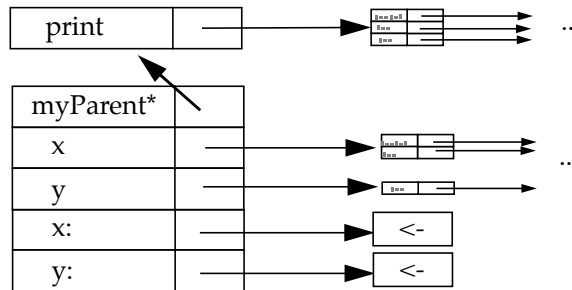 print
..
myParent*
x
..
y
x:
<-
y:
<-